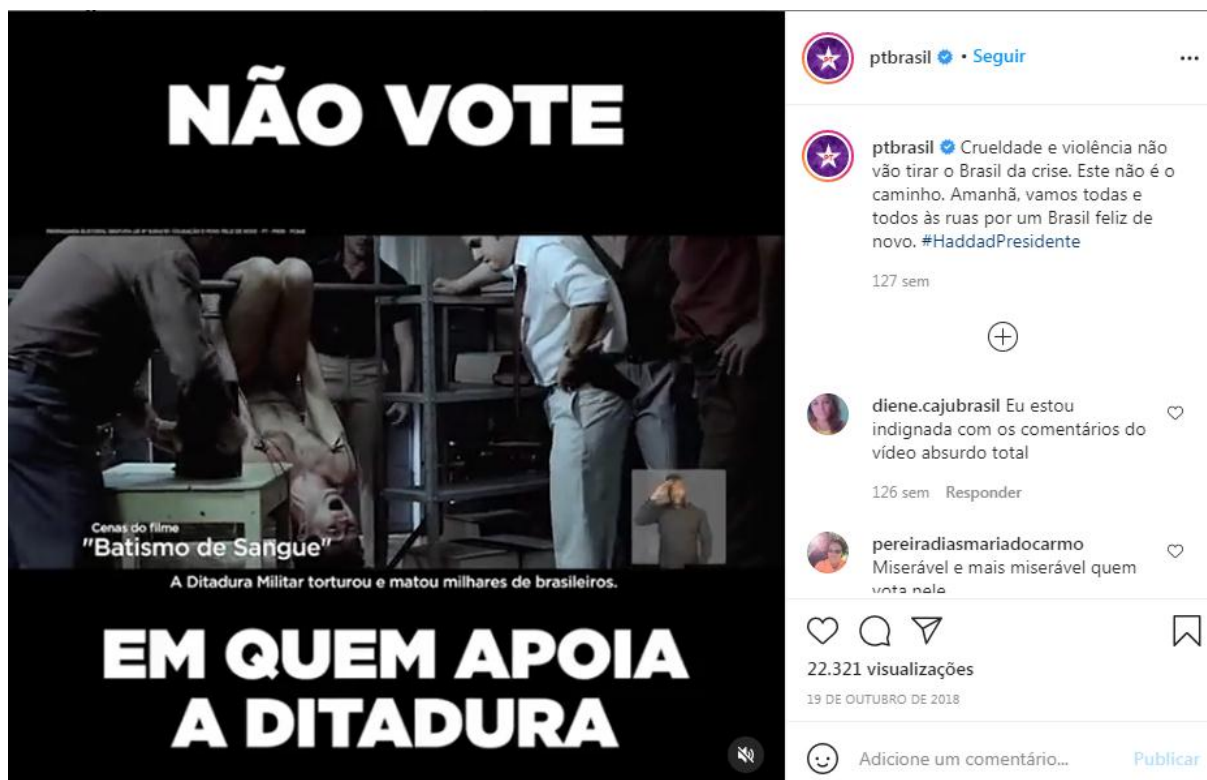 NÃO VOTE
Cenas do filme
"Batismo de Sangue"
A Ditadura Militar torturou e matou milhares de brasileiros.
EM QUEM APOIA
A DITADURA
PT
ptbrasil • Seguir
PT
ptbrasil Crueldade e violência não
vão tirar o Brasil da crise. Este não é o
caminho. Amanhã, vamos todas e
todos às ruas por um Brasil feliz de
novo. #HaddadPresidente
127 sem
diene.cajubrasil Eu estou
indignada com os comentários do
vídeo absurdo total
126 sem Responder
pereiradiasmariadocarmo
Miserável e mais miserável quem
vota nele
22.321 visualizações
19 DE OUTUBRO DE 2018
Adicione um comentário... Publicar